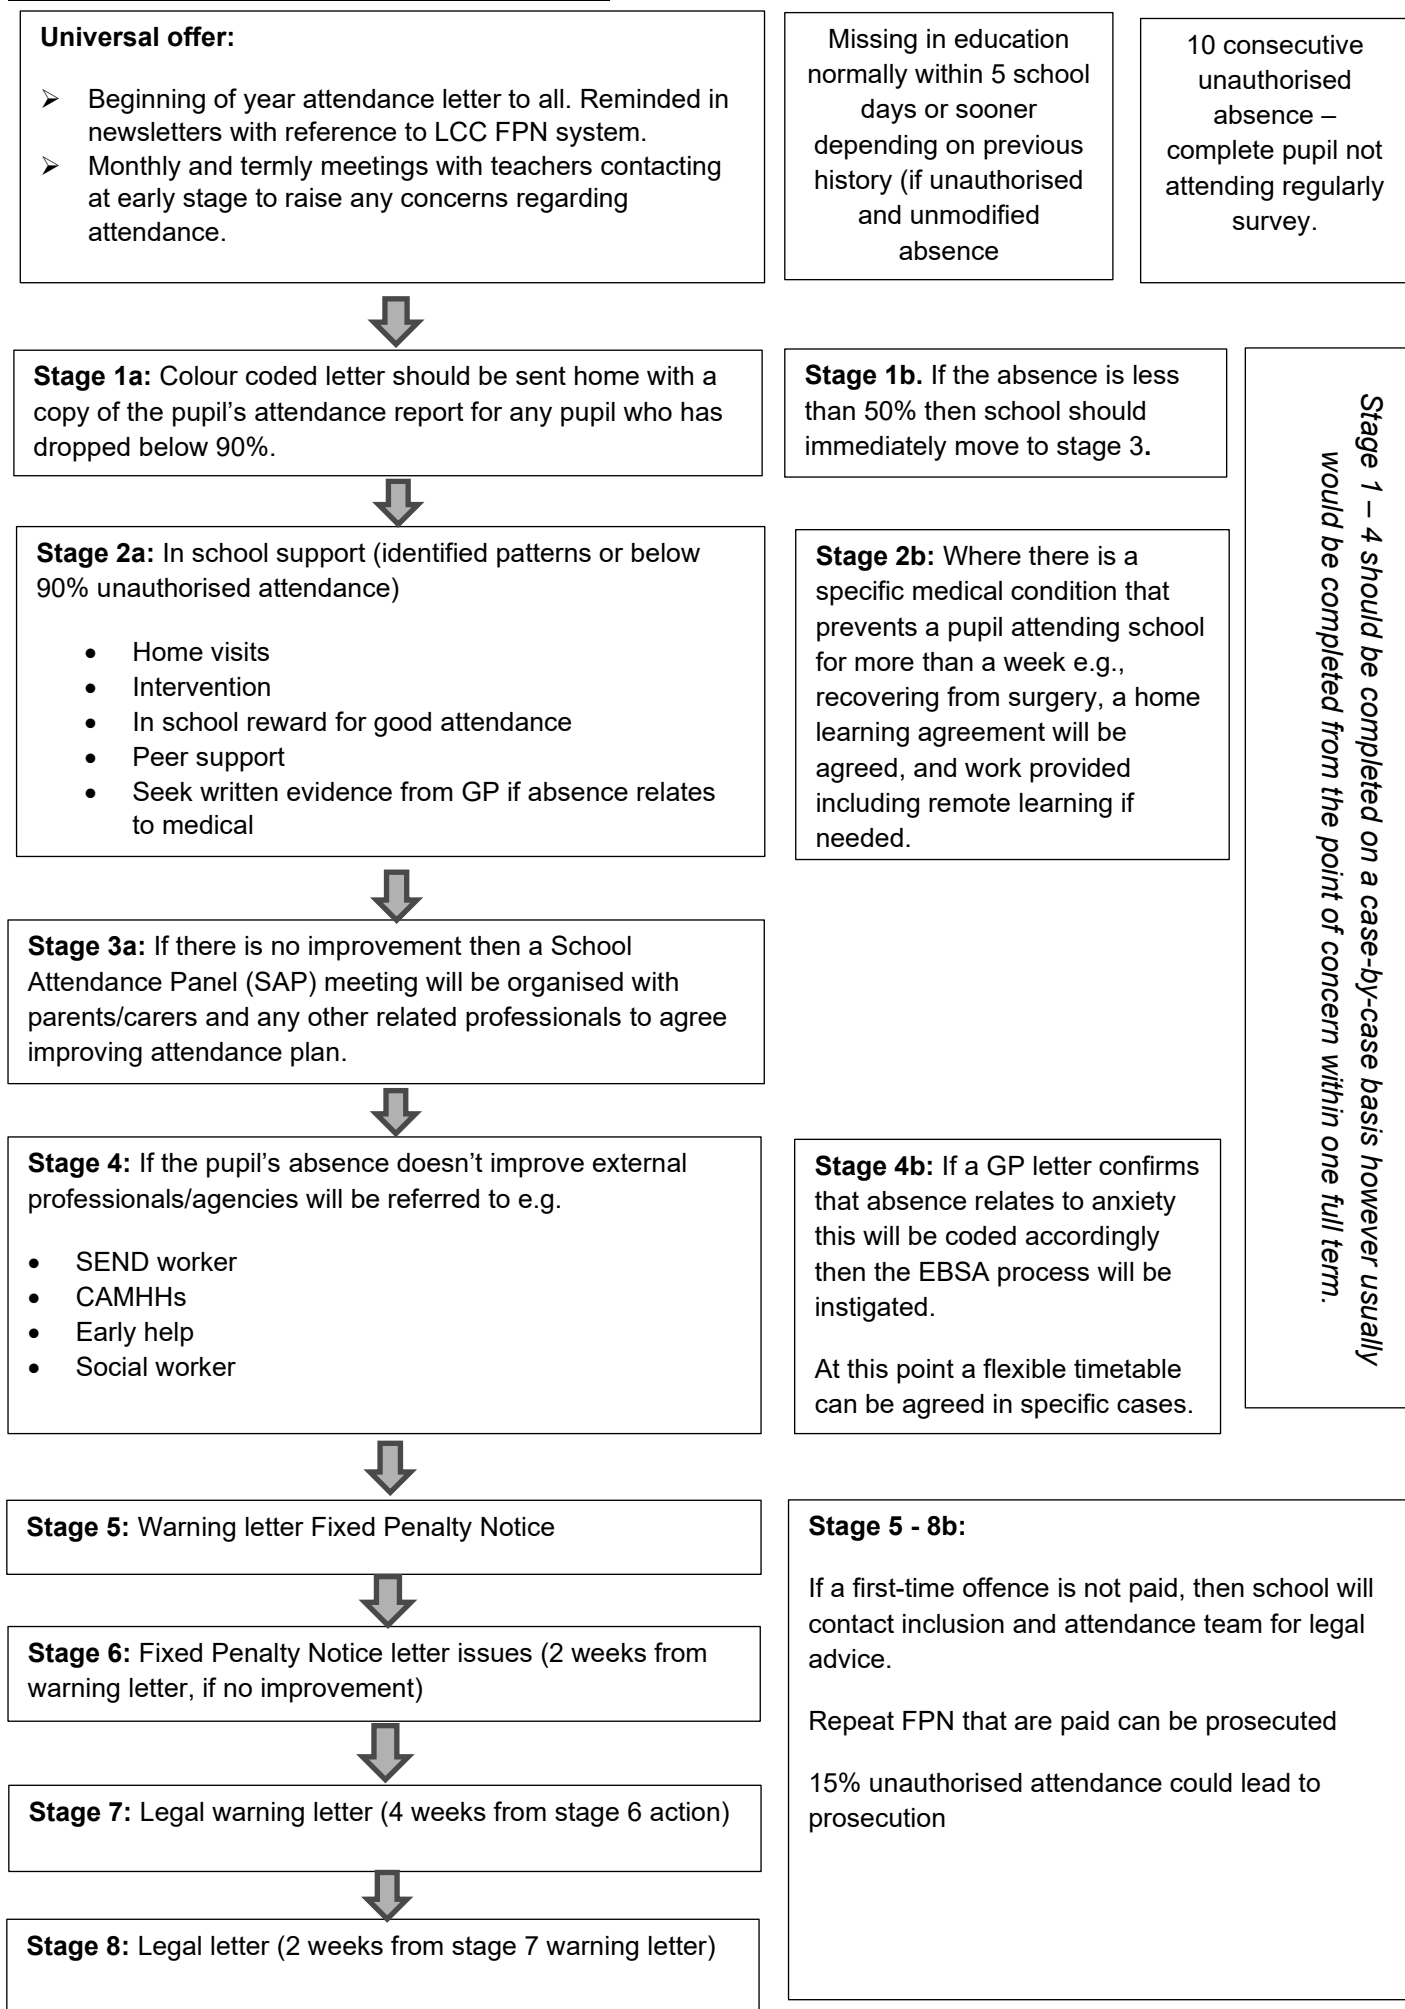 Universal offer:
➢ Beginning of year attendance letter to all. Reminded in
newsletters with reference to LCC FPN system.
➢ Monthly and termly meetings with teachers contacting
at early stage to raise any concerns regarding
attendance.
Missing in education
normally within 5 school
days or sooner
depending on previous
history (if unauthorised
and unmodified
absence
10 consecutive
unauthorised
absence –
complete pupil not
attending regularly
survey.
Stage 1a: Colour coded letter should be sent home with a
copy of the pupil’s attendance report for any pupil who has
dropped below 90%.
Stage 1b. If the absence is less
than 50% then school should
immediately move to stage 3.
Stage 1 – 4 should be completed on a case-by-case basis however usually
would be completed from the point of concern within one full term.
Stage 2a: In school support (identified patterns or below
90% unauthorised attendance)
• Home visits
• Intervention
• In school reward for good attendance
• Peer support
• Seek written evidence from GP if absence relates
to medical
Stage 2b: Where there is a
specific medical condition that
prevents a pupil attending school
for more than a week e.g.,
recovering from surgery, a home
learning agreement will be
agreed, and work provided
including remote learning if
needed.
Stage 3a: If there is no improvement then a School
Attendance Panel (SAP) meeting will be organised with
parents/carers and any other related professionals to agree
improving attendance plan.
Stage 4: If the pupil’s absence doesn’t improve external
professionals/agencies will be referred to e.g.
• SEND worker
• CAMHHs
• Early help
• Social worker
Stage 4b: If a GP letter confirms
that absence relates to anxiety
this will be coded accordingly
then the EBSA process will be
instigated.
At this point a flexible timetable
can be agreed in specific cases.
Stage 5: Warning letter Fixed Penalty Notice
Stage 6: Fixed Penalty Notice letter issues (2 weeks from
warning letter, if no improvement)
Stage 7: Legal warning letter (4 weeks from stage 6 action)
Stage 8: Legal letter (2 weeks from stage 7 warning letter)
Stage 5 - 8b:
If a first-time offence is not paid, then school will
contact inclusion and attendance team for legal
advice.
Repeat FPN that are paid can be prosecuted
15% unauthorised attendance could lead to
prosecution